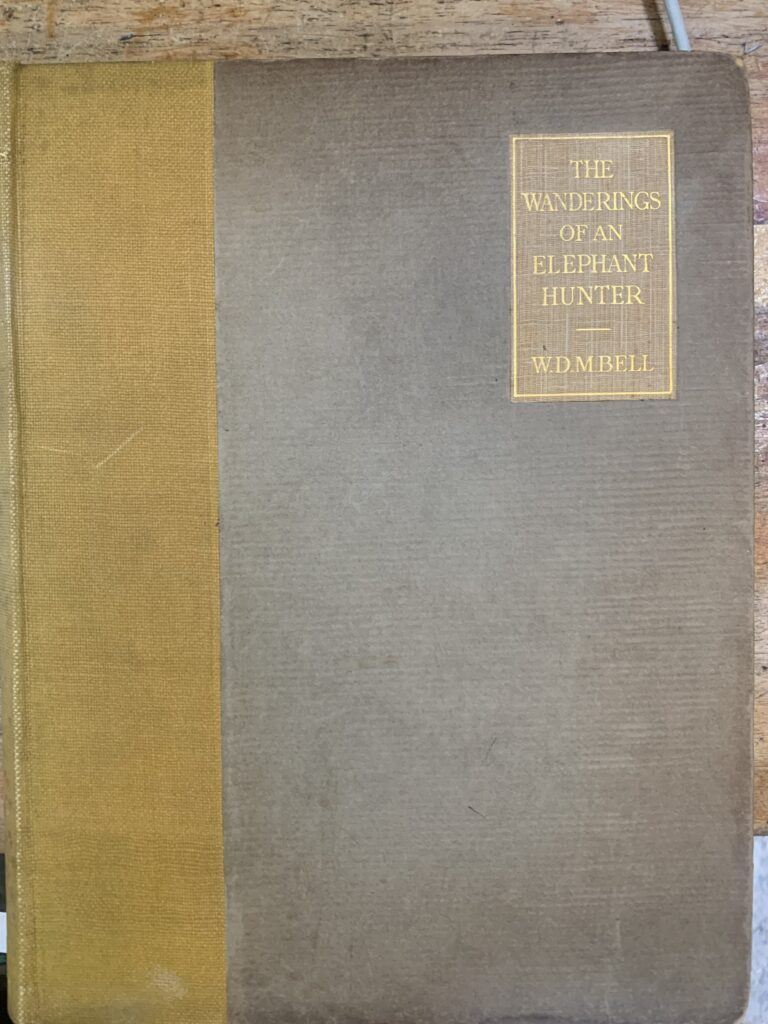 THE
WANDERINGS
OF AN
ELEPHANT
HUNTER
W.D.M.BELL